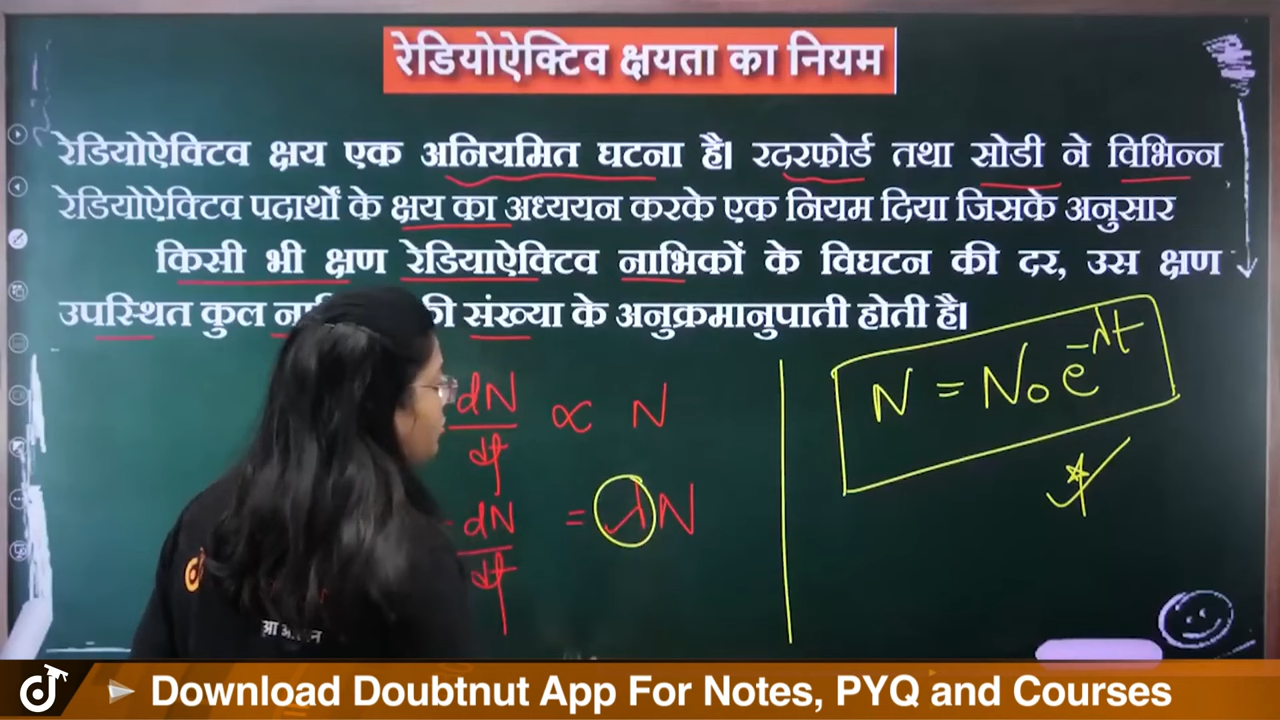 रेडियोऐक्टिव क्षयता का नियम
रेडियोऐक्टिव क्षय एक अनियमित घटना है। रदरफोर्ड तथा सोडी ने विभिन्न
रेडियोऐक्टिव पदार्थों के क्षय का अध्ययन करके एक नियम दिया जिसके अनुसार
किसी भी क्षण रेडियाऐक्टिव नाभिकों के विघटन की दर, उस क्षण
उपस्थित कुल की संख्या के अनुक्रमानुपाती होती है।
dN/dt ∝ N
-dN/dt = λN
N = N₀e^-λt
Download Doubtnut App For Notes, PYQ and Courses